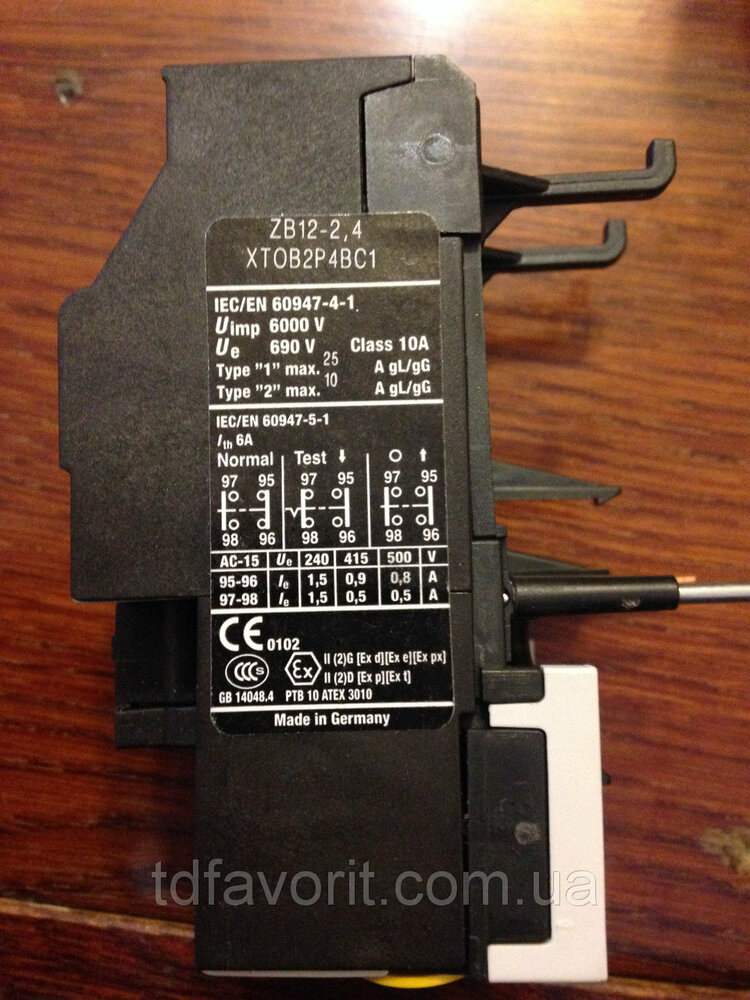 ZB12-2,4
XTOB2P4BC1
IEC/EN 60947-4-1
Uimp 6000 V
Ue 690 V Class 10A
Type "1" max. 25 A gL/gG
Type "2" max. 10 A gL/gG
IEC/EN 60947-5-1
Ith 6A
Normal Test ↓ O ↑
97 95 97 95 97 95
98 96 98 96 98 96
AC-15 Ue 240 415 500 V
95-96 Ie 1,5 0,9 0,8 A
97-98 Ie 1,5 0,5 0,5 A
CE 0102
CCC S Ex II (2)G [Ex d][Ex e][Ex px]
II (2)D [Ex p][Ex t]
GB 14048.4 PTB 10 ATEX 3010
Made in Germany
tdfavorit.com.ua